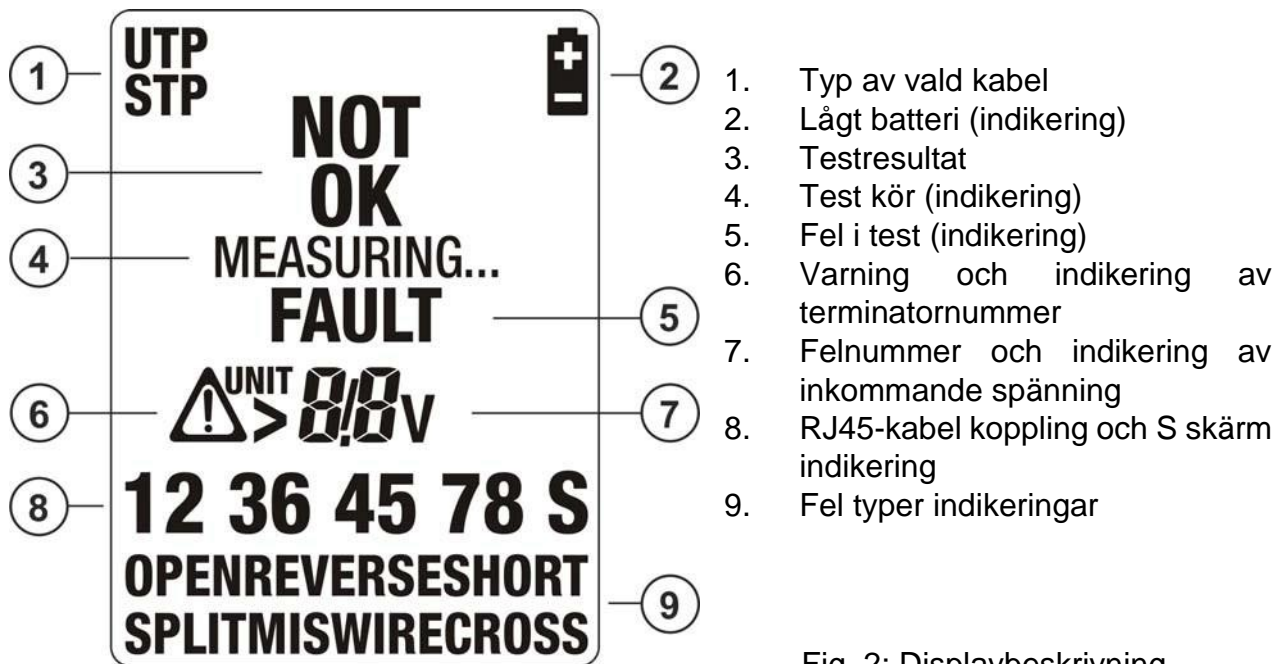 UTP
STP
NOT
OK
MEASURING...
FAULT
UNIT
> 8.8 V
12 36 45 78 S
OPENREVERSESHORT
SPLITMISWIRECROSS
1
2
3
4
5
6
7
8
9
1. Typ av vald kabel
2. Lågt batteri (indikering)
3. Testresultat
4. Test kör (indikering)
5. Fel i test (indikering)
6. Varning och indikering av
terminatornummer
7. Felnummer och indikering av
inkommande spänning
8. RJ45-kabel koppling och S skärm
indikering
9. Fel typer indikeringar
Fig. 2: Displaybeskrivning